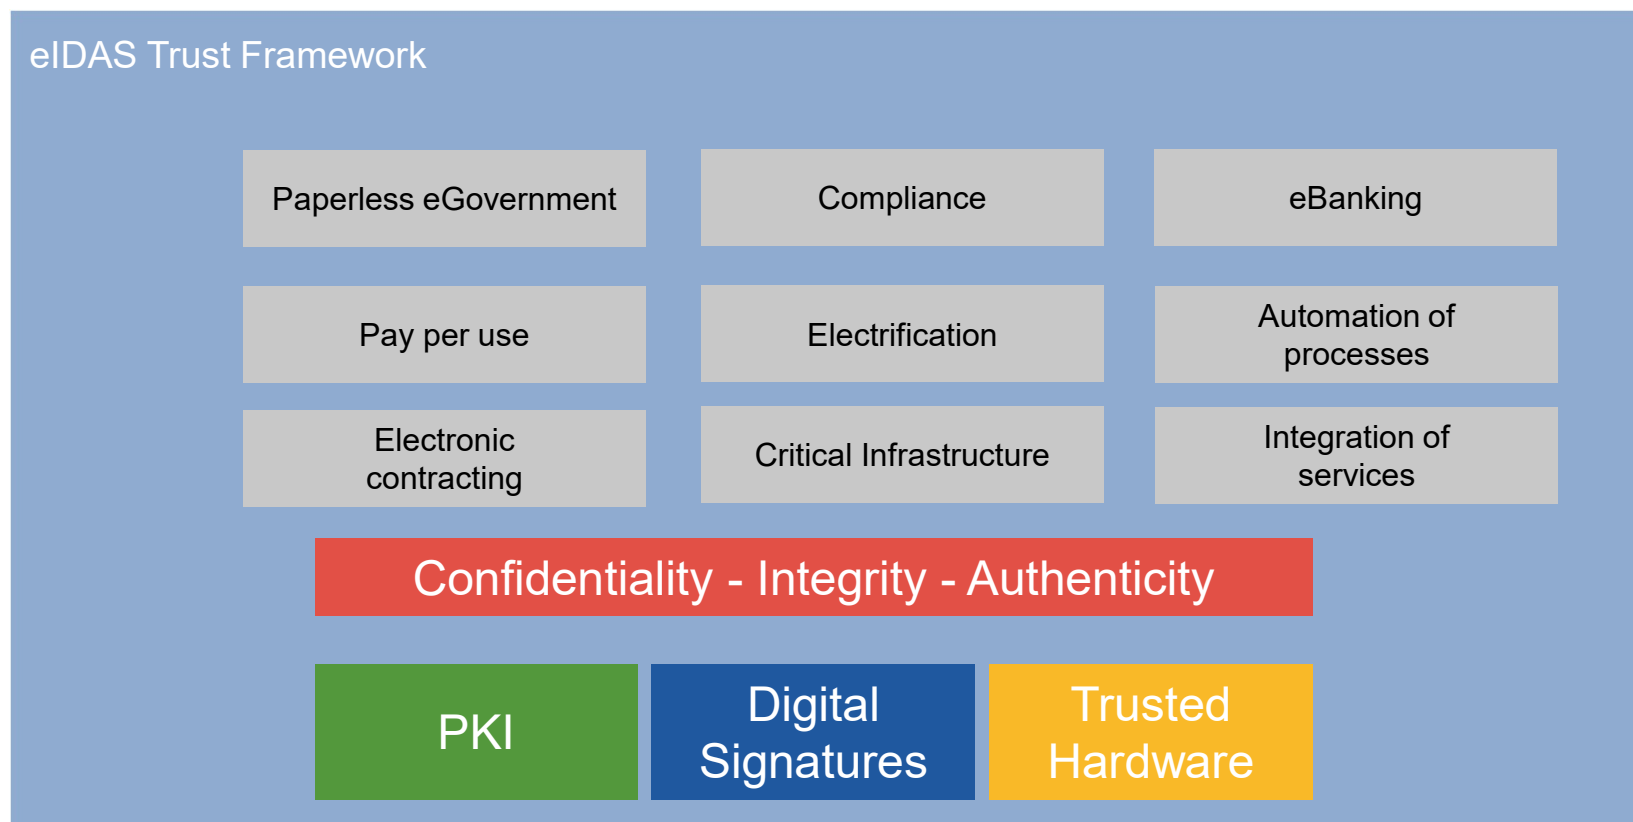 eIDAS Trust Framework
Paperless eGovernment
Compliance
eBanking
Pay per use
Electrification
Automation of
processes
Electronic
contracting
Critical Infrastructure
Integration of
services
Confidentiality - Integrity - Authenticity
PKI
Digital
Signatures
Trusted
Hardware